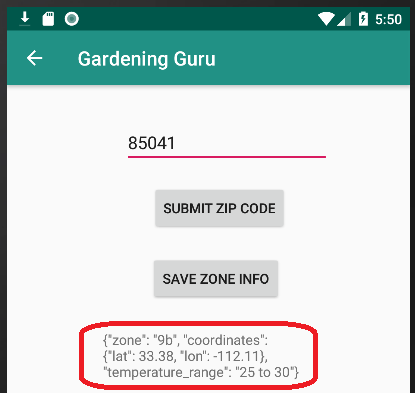 5:50
Gardening Guru
85041
SUBMIT ZIP CODE
SAVE ZONE INFO
{"zone": "9b", "coordinates":
{"lat": 33.38, "lon": -112.11},
"temperature_range": "25 to 30"}